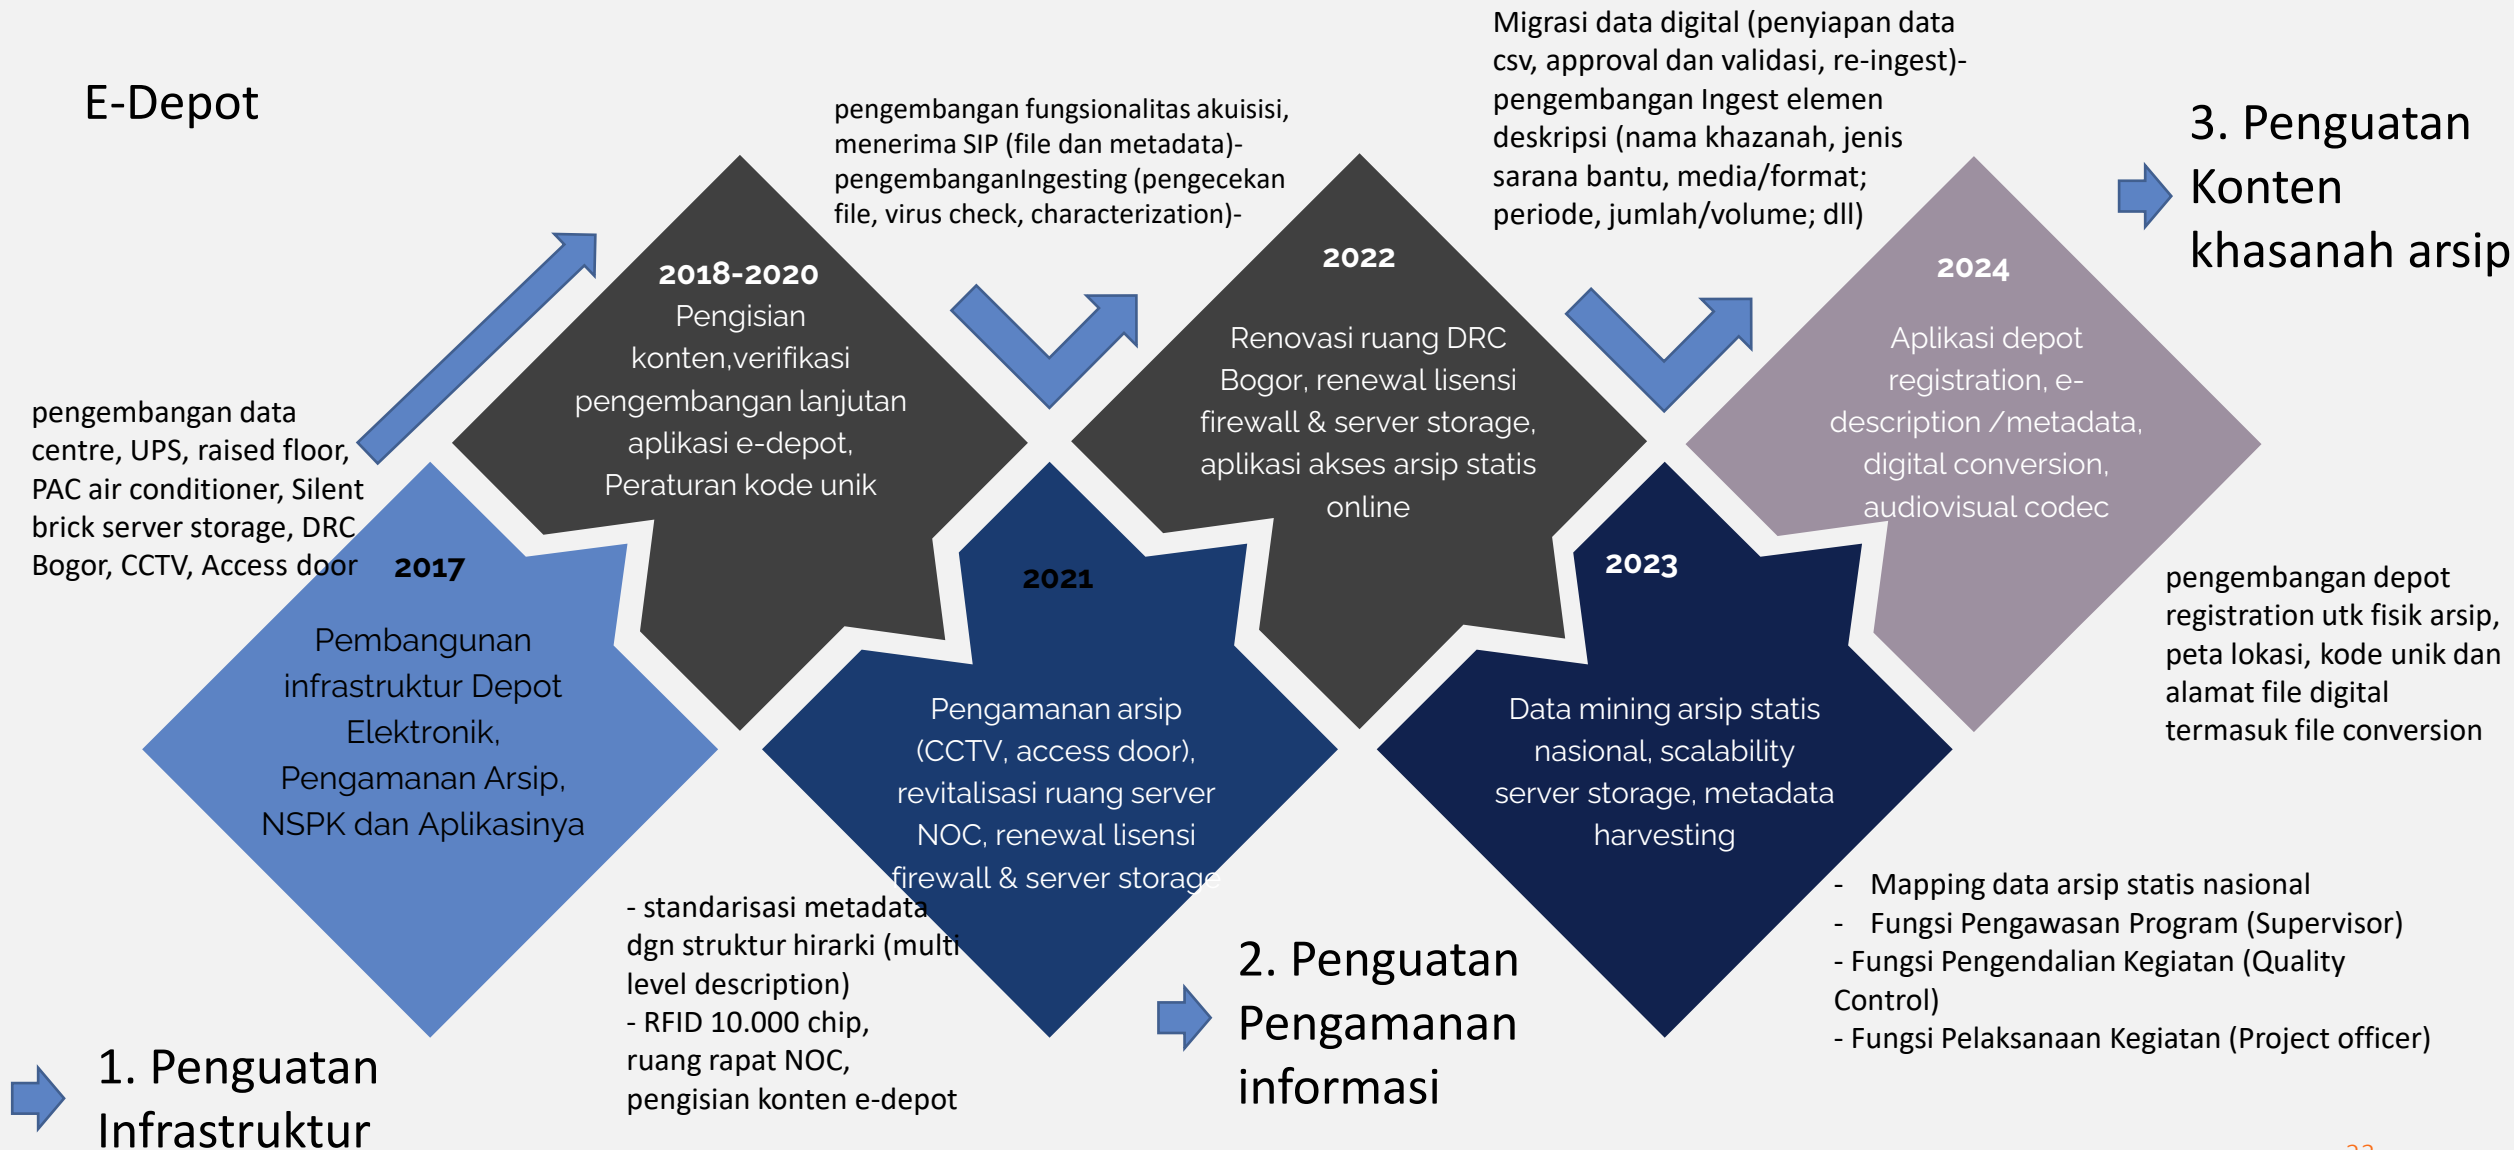 E-Depot
pengembangan data
centre, UPS, raised floor,
PAC air conditioner, Silent
brick server storage, DRC
Bogor, CCTV, Access door
2017
Pembangunan
infrastruktur Depot
Elektronik,
Pengamanan Arsip,
NSPK dan Aplikasinya
1. Penguatan
Infrastruktur
2018-2020
Pengisian
konten,verifikasi
pengembangan lanjutan
aplikasi e-depot,
Peraturan kode unik
- standarisasi metadata
dgn struktur hirarki (multi
level description)
- RFID 10.000 chip,
ruang rapat NOC,
pengisian konten e-depot
pengembangan fungsionalitas akuisisi,
menerima SIP (file dan metadata)-
pengembanganIngesting (pengecekan
file, virus check, characterization)-
2021
Pengamanan arsip
(CCTV, access door),
revitalisasi ruang server
NOC, renewal lisensi
firewall & server storage
2. Penguatan
Pengamanan
informasi
2022
Renovasi ruang DRC
Bogor, renewal lisensi
firewall & server storage,
aplikasi akses arsip statis
online
Migrasi data digital (penyiapan data
csv, approval dan validasi, re-ingest)-
pengembangan Ingest elemen
deskripsi (nama khazanah, jenis
sarana bantu, media/format;
periode, jumlah/volume; dll)
2023
Data mining arsip statis
nasional, scalability
server storage, metadata
harvesting
- Mapping data arsip statis nasional
- Fungsi Pengawasan Program (Supervisor)
- Fungsi Pengendalian Kegiatan (Quality
Control)
- Fungsi Pelaksanaan Kegiatan (Project officer)
2024
Aplikasi depot
registration, e-
description /metadata,
digital conversion,
audiovisual codec
pengembangan depot
registration utk fisik arsip,
peta lokasi, kode unik dan
alamat file digital
termasuk file conversion
3. Penguatan
Konten
khasanah arsip